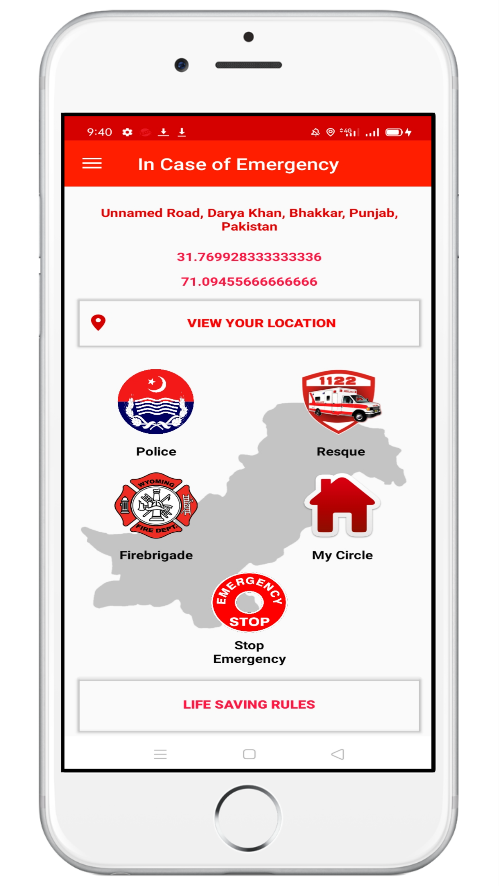 9:40
In Case of Emergency
Unnamed Road, Darya Khan, Bhakkar, Punjab,
Pakistan
31.769928333333336
71.09455666666666
VIEW YOUR LOCATION
1122
Police
Resque
WYOMING
FIRE DEPT.
Firebrigade
My Circle
EMERGENCY
STOP
Stop
Emergency
LIFE SAVING RULES